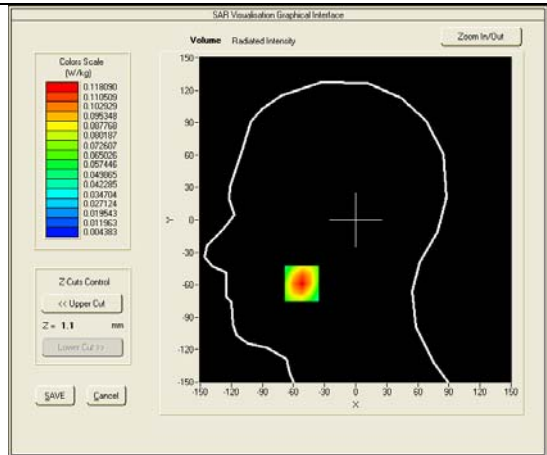 SAR Visualisation Graphical Interface
Volume Radiated Intensity
Zoom In/Out
Colors Scale
(W/kg)
0.118090
0.110509
0.102929
0.095348
0.087768
0.080187
0.072607
0.065026
0.057446
0.049865
0.042285
0.034704
0.027124
0.019543
0.011963
0.004383
Z Cuts Control
<< Upper Cut
Z = 1.1 mm
Lower Cut >>
SAVE Cancel
150
120
90
60
30
0
-30
-60
-90
-120
-150
Y
-150 -120 -90 -60 -30 0 30 60 90 120 150
X